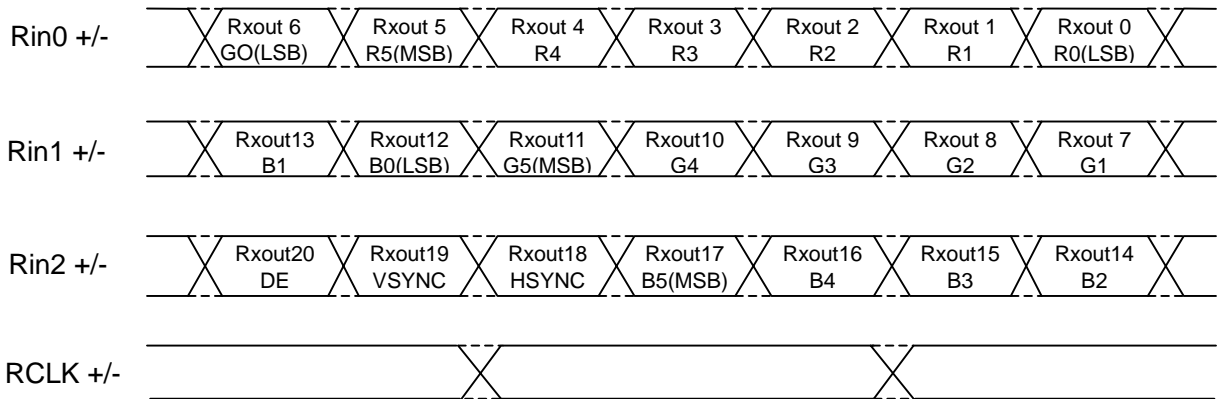 Rin0 +/-
Rxout 6 Rxout 5 Rxout 4 Rxout 3 Rxout 2 Rxout 1 Rxout 0
GO(LSB) R5(MSB) R4 R3 R2 R1 R0(LSB)
Rin1 +/-
Rxout13 Rxout12 Rxout11 Rxout10 Rxout 9 Rxout 8 Rxout 7
B1 B0(LSB) G5(MSB) G4 G3 G2 G1
Rin2 +/-
Rxout20 Rxout19 Rxout18 Rxout17 Rxout16 Rxout15 Rxout14
DE VSYNC HSYNC B5(MSB) B4 B3 B2
RCLK +/-